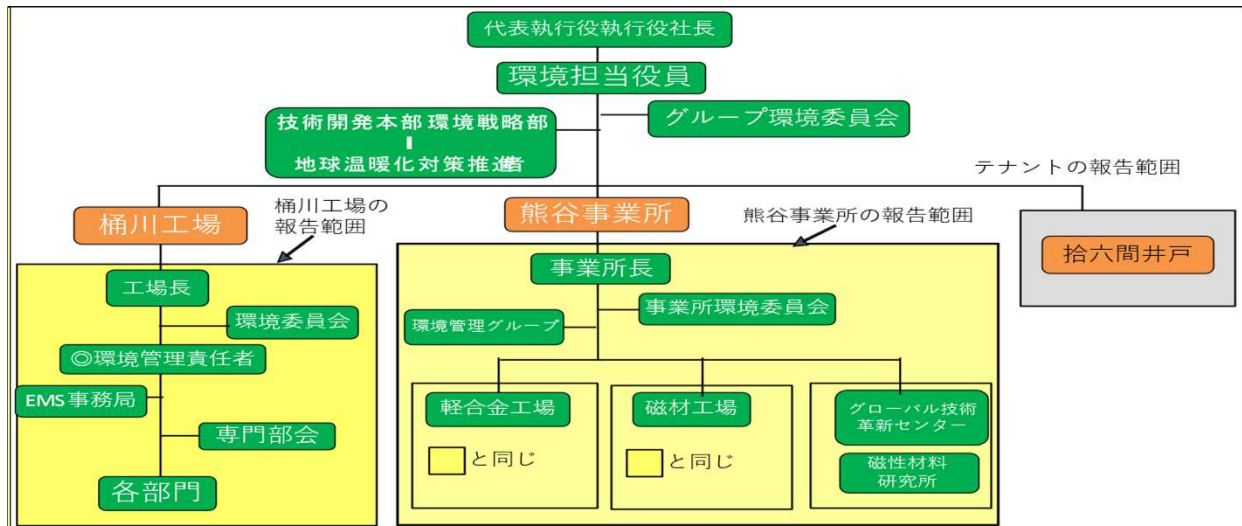 代表執行役執行役社長
環境担当役員
グループ環境委員会
技術開発本部環境戦略部
地球温暖化対策推進者
テナントの報告範囲
桶川工場
桶川工場の
報告範囲
熊谷事業所
熊谷事業所の報告範囲
拾六間井戸
工場長
環境委員会
◎環境管理責任者
EMS事務局
専門部会
各部門
事業所長
事業所環境委員会
環境管理グループ
軽合金工場
と同じ
磁材工場
と同じ
グローバル技術
革新センター
磁性材料
研究所